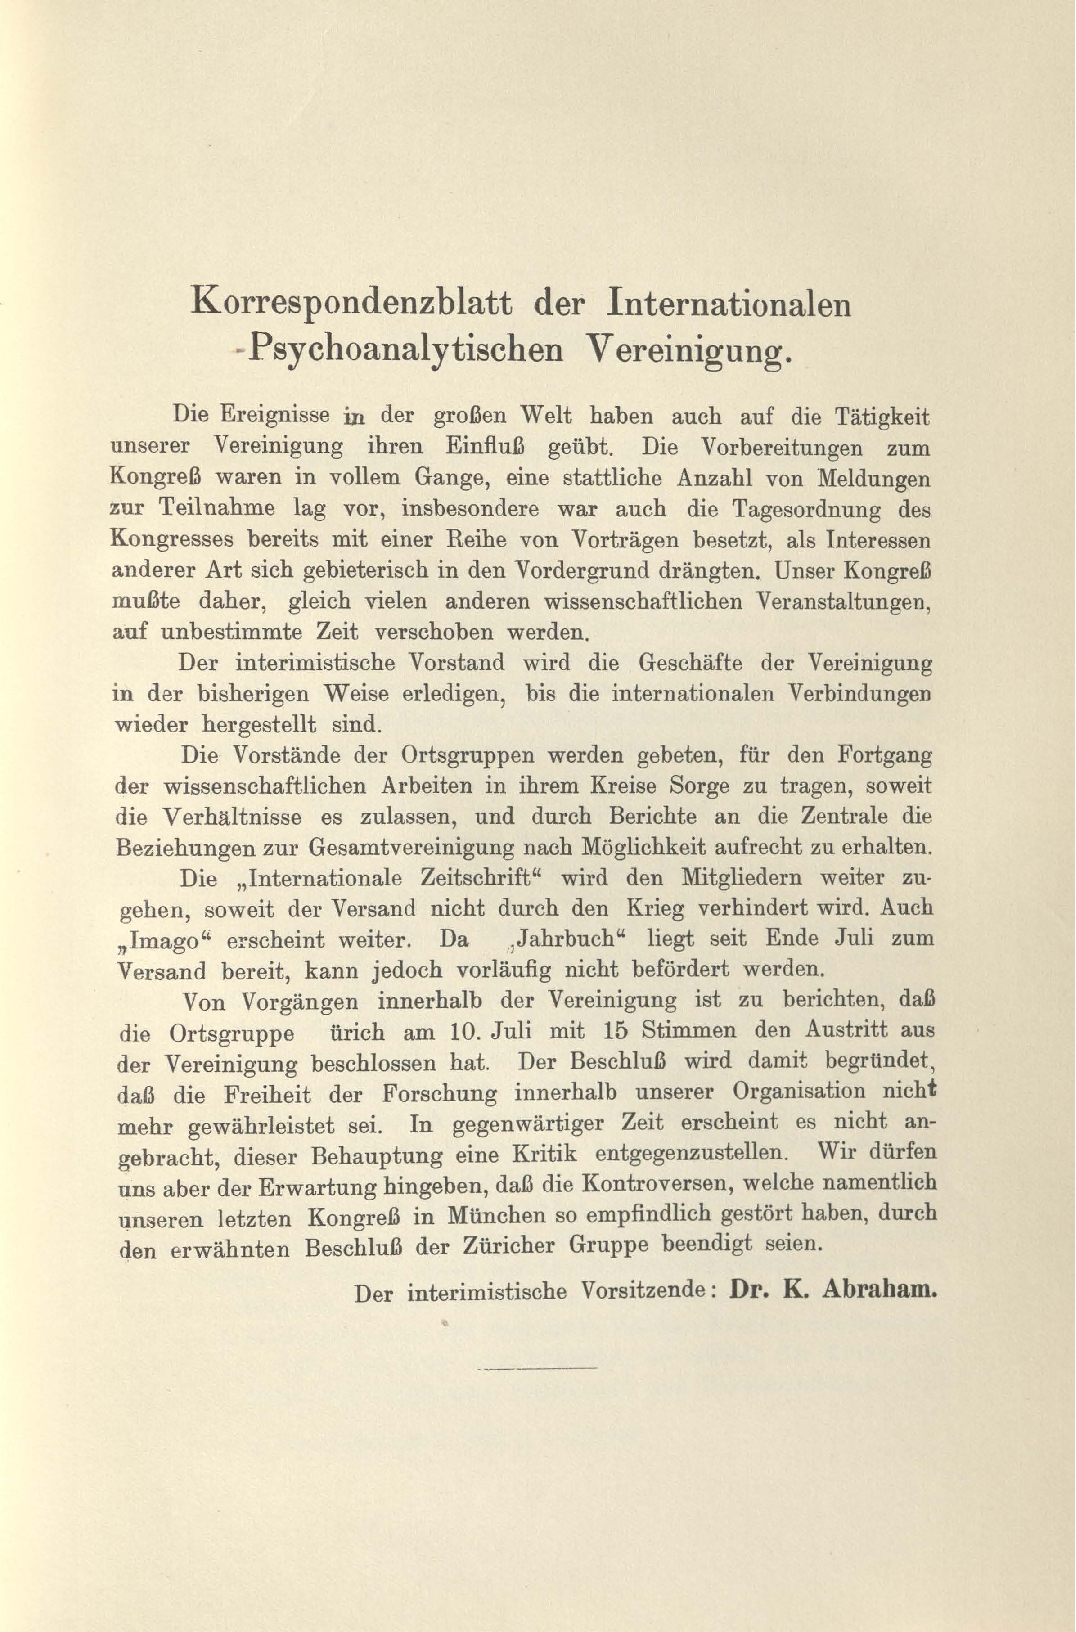 Korrespondenzblatt der Internationalen
Psychoanalytischen Vereinigung.
Die Ereignisse in der großen Welt haben auch auf die Tätigkeit
unserer Vereinigung ihren Einfluß geübt. Die Vorbereitungen zum
Kongreß waren in vollem Gange, eine stattliche Anzahl von Meldungen
zur Teilnahme lag vor, insbesondere war auch die Tagesordnung des
Kongresses bereits mit einer Reihe von Vorträgen besetzt, als Interessen
anderer Art sich gebieterisch in den Vordergrund drängten. Unser Kongreß
mußte daher, gleich vielen anderen wissenschaftlichen Veranstaltungen,
auf unbestimmte Zeit verschoben werden.
Der interimistische Vorstand wird die Geschäfte der Vereinigung
in der bisherigen Weise erledigen, bis die internationalen Verbindungen
wieder hergestellt sind.
Die Vorstände der Ortsgruppen werden gebeten, für den Fortgang
der wissenschaftlichen Arbeiten in ihrem Kreise Sorge zu tragen, soweit
die Verhältnisse es zulassen, und durch Berichte an die Zentrale die
Beziehungen zur Gesamtvereinigung nach Möglichkeit aufrecht zu erhalten.
Die „Internationale Zeitschrift“ wird den Mitgliedern weiter zu-
gehen, soweit der Versand nicht durch den Krieg verhindert wird. Auch
„Imago“ erscheint weiter. Da „Jahrbuch“ liegt seit Ende Juli zum
Versand bereit, kann jedoch vorläufig nicht befördert werden.
Von Vorgängen innerhalb der Vereinigung ist zu berichten, daß
die Ortsgruppe ürich am 10. Juli mit 15 Stimmen den Austritt aus
der Vereinigung beschlossen hat. Der Beschluß wird damit begründet,
daß die Freiheit der Forschung innerhalb unserer Organisation nicht
mehr gewährleistet sei. In gegenwärtiger Zeit erscheint es nicht an-
gebracht, dieser Behauptung eine Kritik entgegenzustellen. Wir dürfen
uns aber der Erwartung hingeben, daß die Kontroversen, welche namentlich
unseren letzten Kongreß in München so empfindlich gestört haben, durch
den erwähnten Beschluß der Züricher Gruppe beendigt seien.
Der interimistische Vorsitzende: Dr. K. Abraham.